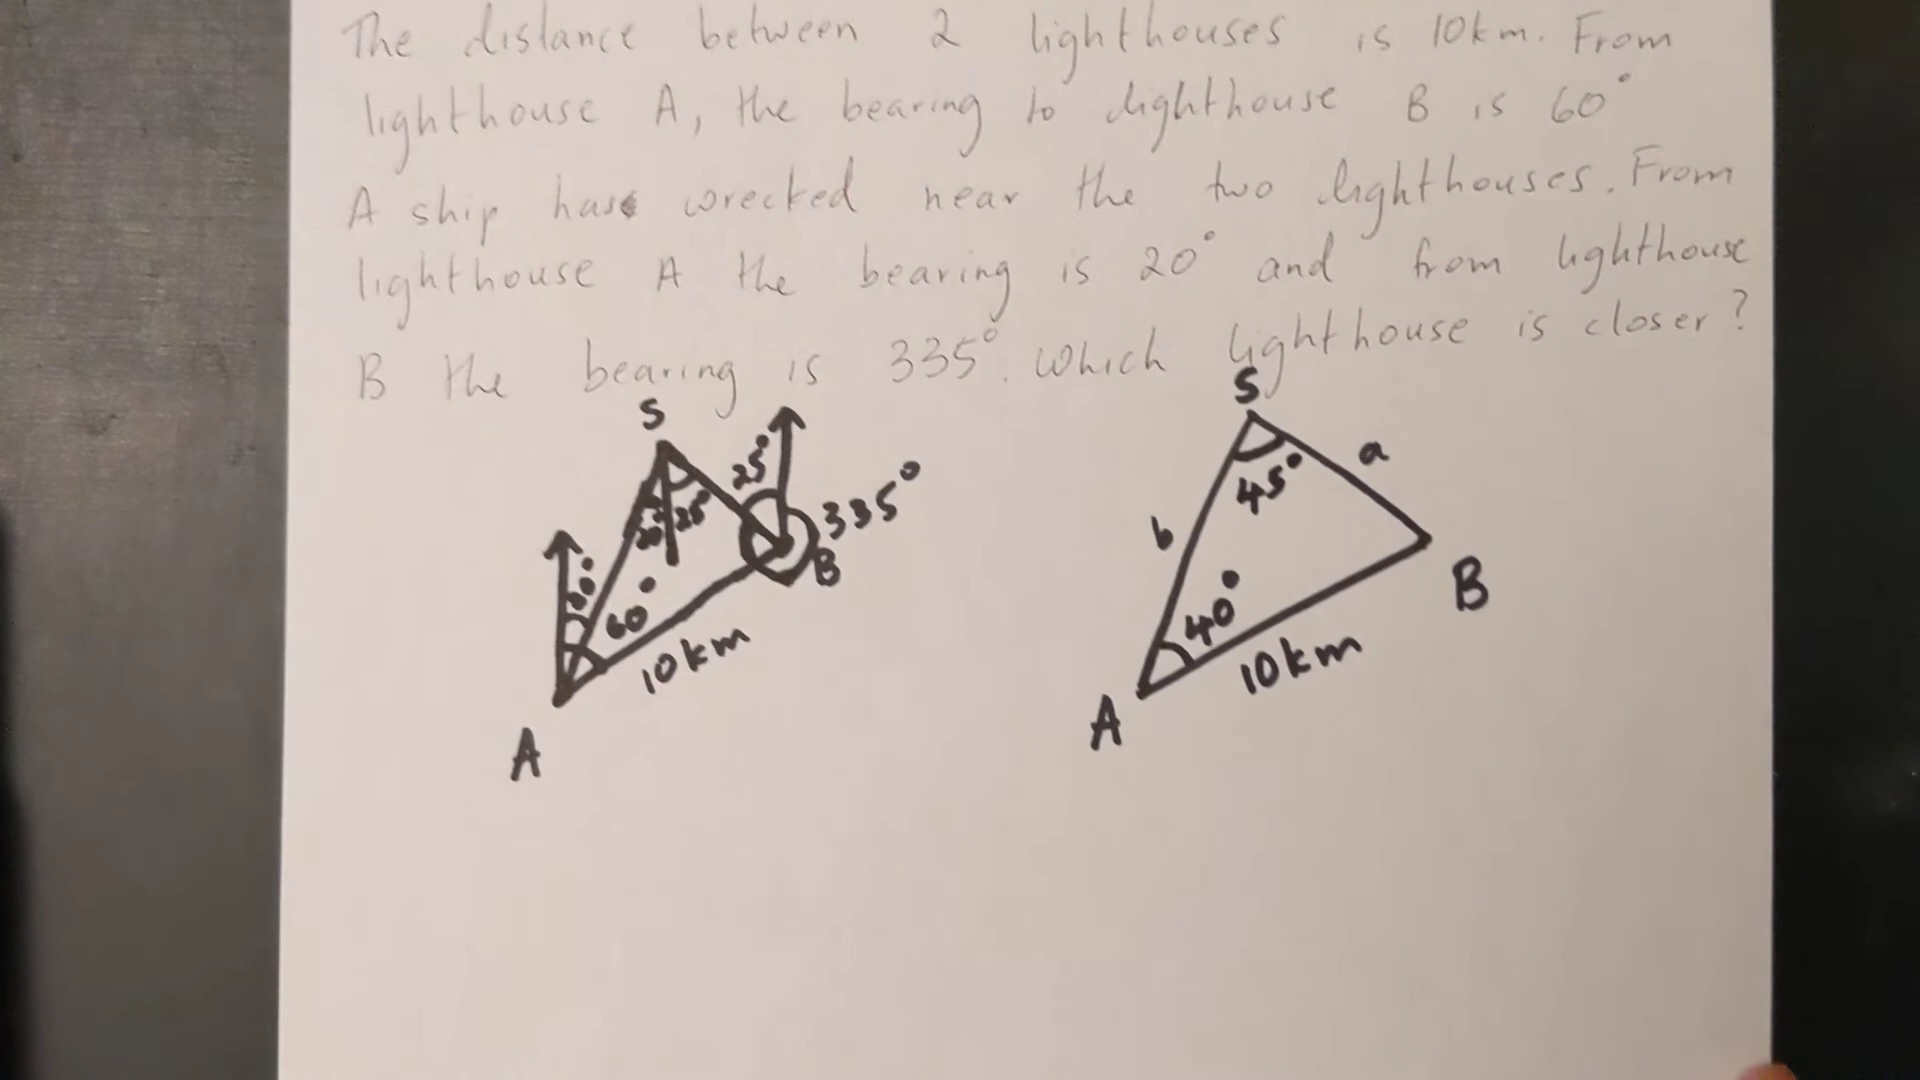 The distance between 2 lighthouses is 10km. From
lighthouse A, the bearing to lighthouse B is 60°
A ship has wrecked near the two lighthouses. From
lighthouse A the bearing is 20° and from lighthouse
B the bearing is 335°. Which lighthouse is closer?
S
25°
335°
20° 25°
B
20°
60°
10km
A
S
a
45°
b
B
40°
10km
A